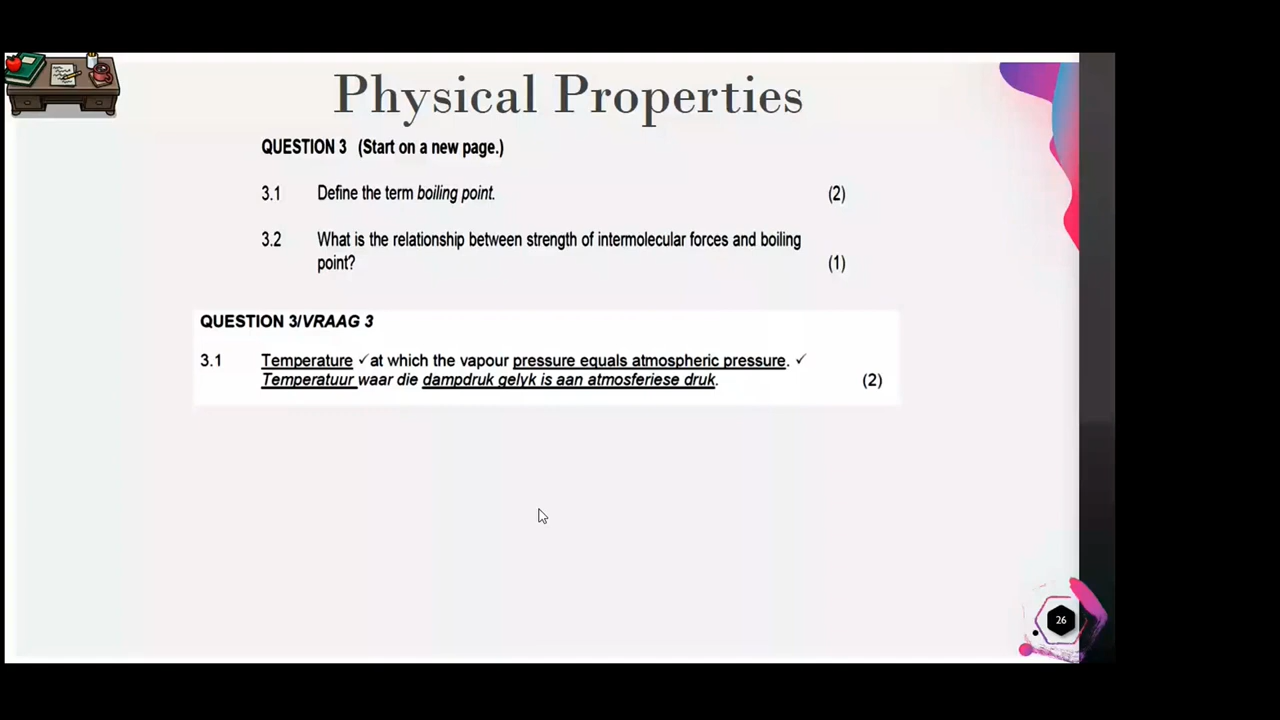 Physical Properties
QUESTION 3 (Start on a new page.)
3.1 Define the term boiling point. (2)
3.2 What is the relationship between strength of intermolecular forces and boiling
point? (1)
QUESTION 3/VRAAG 3
3.1 Temperature ✓ at which the vapour pressure equals atmospheric pressure. ✓
Temperatuur waar die dampdruk gelyk is aan atmosferiese druk. (2)
26